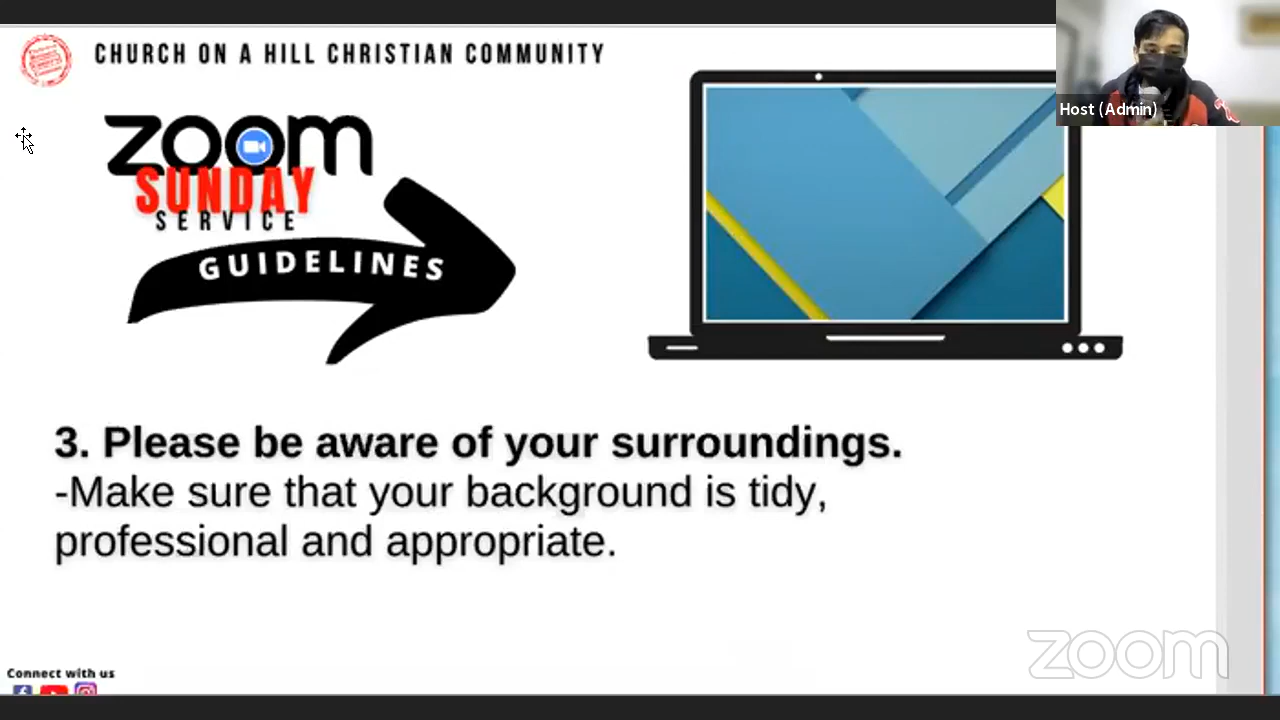 CHURCH ON A HILL CHRISTIAN COMMUNITY
Host (Admin)
zoom
SUNDAY
SERVICE
GUIDELINES
3. Please be aware of your surroundings.
-Make sure that your background is tidy,
professional and appropriate.
zoom
Connect with us